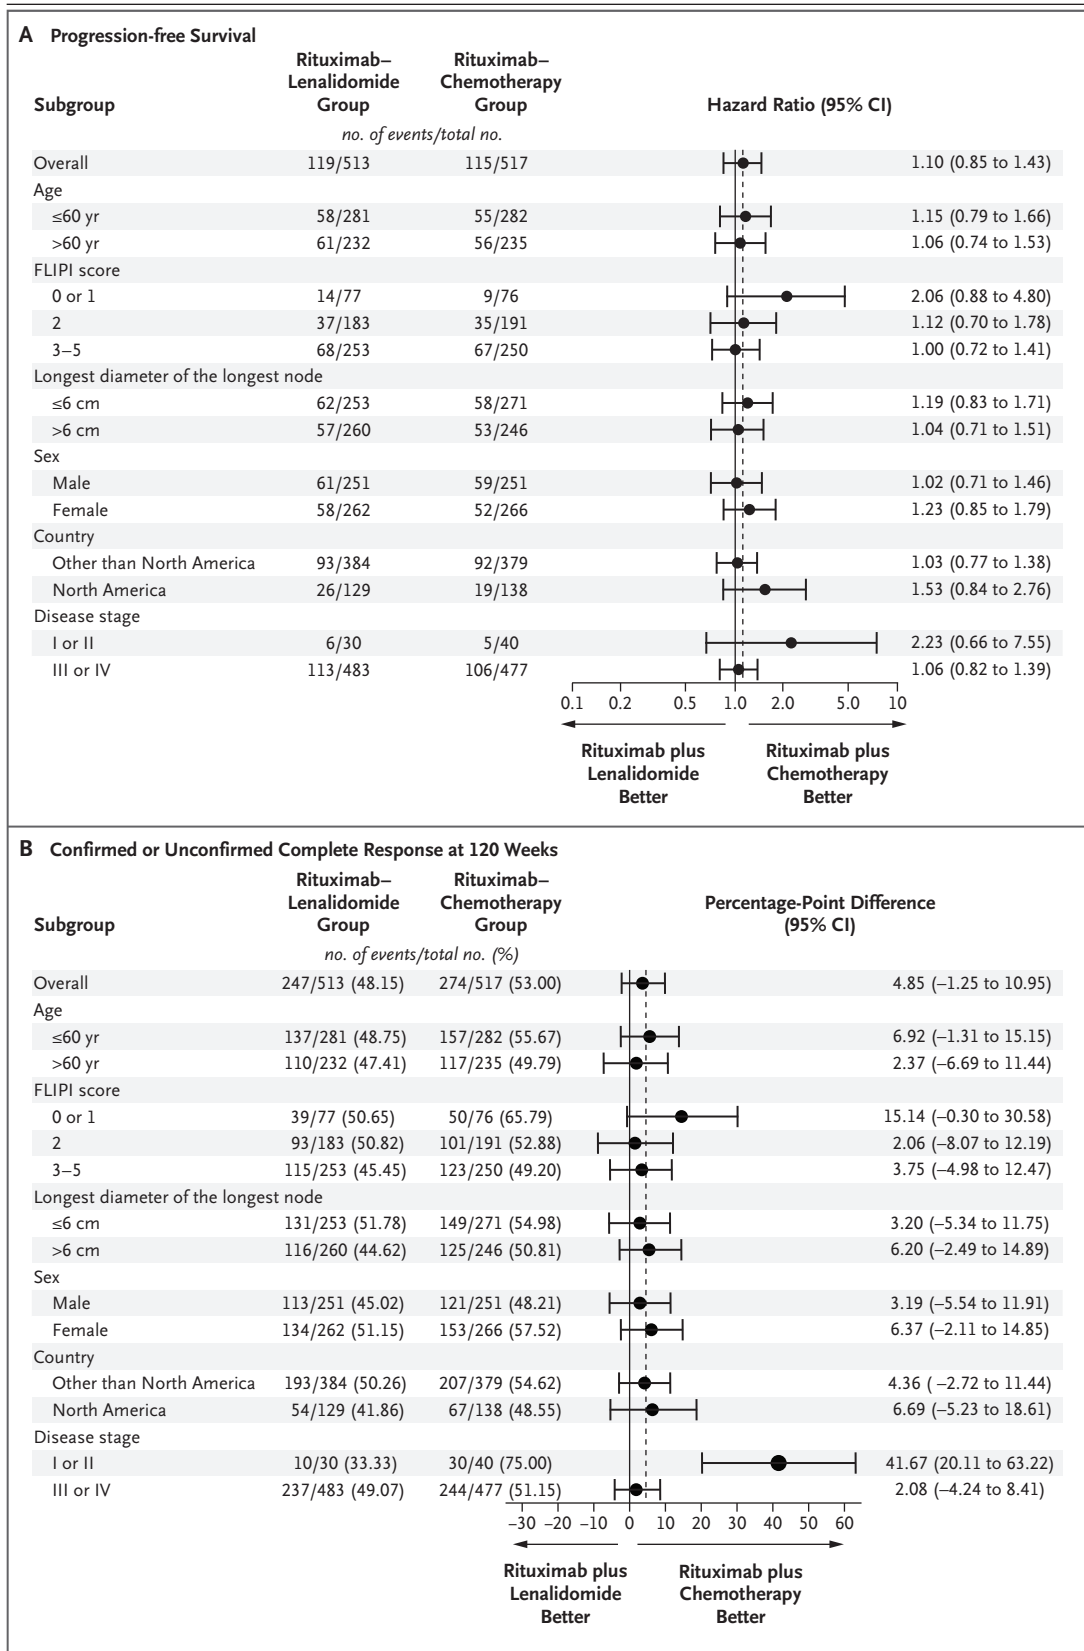 A Progression-free Survival
Rituximab– Rituximab–
Lenalidomide Chemotherapy
Subgroup Group Group Hazard Ratio (95% CI)
no. of events/total no.
Overall 119/513 115/517 1.10 (0.85 to 1.43)
Age
≤60 yr 58/281 55/282 1.15 (0.79 to 1.66)
>60 yr 61/232 56/235 1.06 (0.74 to 1.53)
FLIPI score
0 or 1 14/77 9/76 2.06 (0.88 to 4.80)
2 37/183 35/191 1.12 (0.70 to 1.78)
3–5 68/253 67/250 1.00 (0.72 to 1.41)
Longest diameter of the longest node
≤6 cm 62/253 58/271 1.19 (0.83 to 1.71)
>6 cm 57/260 53/246 1.04 (0.71 to 1.51)
Sex
Male 61/251 59/251 1.02 (0.71 to 1.46)
Female 58/262 52/266 1.23 (0.85 to 1.79)
Country
Other than North America 93/384 92/379 1.03 (0.77 to 1.38)
North America 26/129 19/138 1.53 (0.84 to 2.76)
Disease stage
I or II 6/30 5/40 2.23 (0.66 to 7.55)
III or IV 113/483 106/477 1.06 (0.82 to 1.39)
0.1 0.2 0.5 1.0 2.0 5.0 10
Rituximab plus Rituximab plus
Lenalidomide Chemotherapy
Better Better
B Confirmed or Unconfirmed Complete Response at 120 Weeks
Rituximab– Rituximab–
Lenalidomide Chemotherapy Percentage-Point Difference
Subgroup Group Group (95% CI)
no. of events/total no. (%)
Overall 247/513 (48.15) 274/517 (53.00) 4.85 (–1.25 to 10.95)
Age
≤60 yr 137/281 (48.75) 157/282 (55.67) 6.92 (–1.31 to 15.15)
>60 yr 110/232 (47.41) 117/235 (49.79) 2.37 (–6.69 to 11.44)
FLIPI score
0 or 1 39/77 (50.65) 50/76 (65.79) 15.14 (–0.30 to 30.58)
2 93/183 (50.82) 101/191 (52.88) 2.06 (–8.07 to 12.19)
3–5 115/253 (45.45) 123/250 (49.20) 3.75 (–4.98 to 12.47)
Longest diameter of the longest node
≤6 cm 131/253 (51.78) 149/271 (54.98) 3.20 (–5.34 to 11.75)
>6 cm 116/260 (44.62) 125/246 (50.81) 6.20 (–2.49 to 14.89)
Sex
Male 113/251 (45.02) 121/251 (48.21) 3.19 (–5.54 to 11.91)
Female 134/262 (51.15) 153/266 (57.52) 6.37 (–2.11 to 14.85)
Country
Other than North America 193/384 (50.26) 207/379 (54.62) 4.36 ( –2.72 to 11.44)
North America 54/129 (41.86) 67/138 (48.55) 6.69 (–5.23 to 18.61)
Disease stage
I or II 10/30 (33.33) 30/40 (75.00) 41.67 (20.11 to 63.22)
III or IV 237/483 (49.07) 244/477 (51.15) 2.08 (–4.24 to 8.41)
–30 –20 –10 0 10 20 30 40 50 60
Rituximab plus Rituximab plus
Lenalidomide Chemotherapy
Better Better